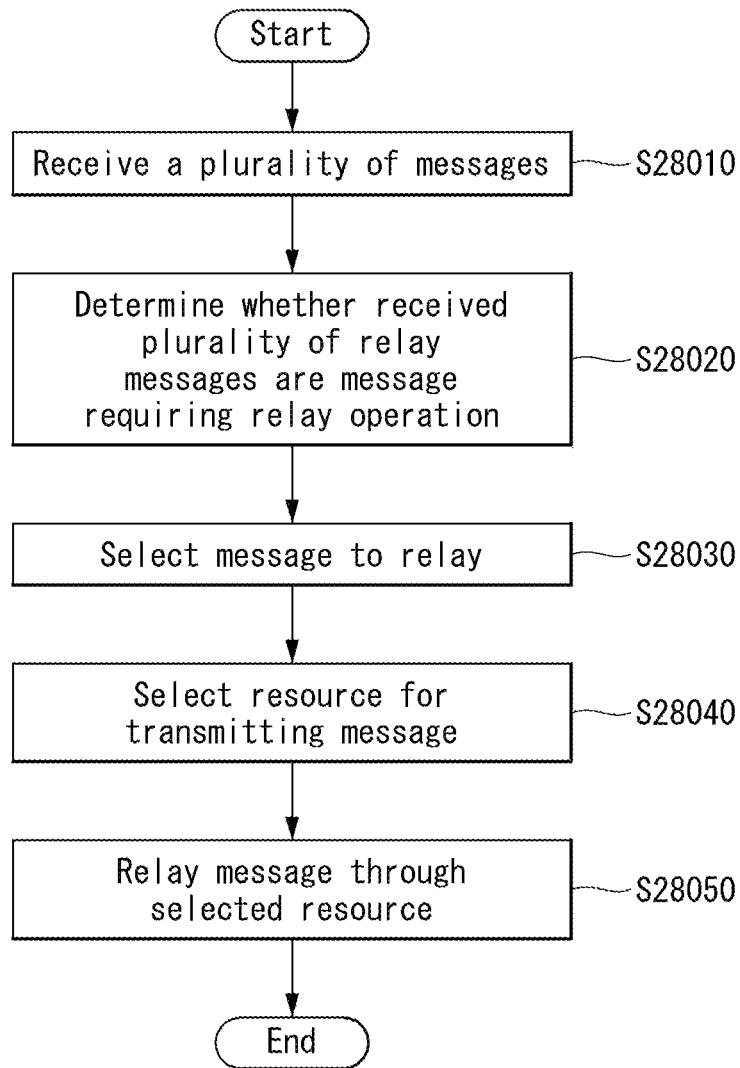 Start
Receive a plurality of messages
S28010
Determine whether received
plurality of relay
messages are message
requiring relay operation
S28020
Select message to relay
S28030
Select resource for
transmitting message
S28040
Relay message through
selected resource
S28050
End